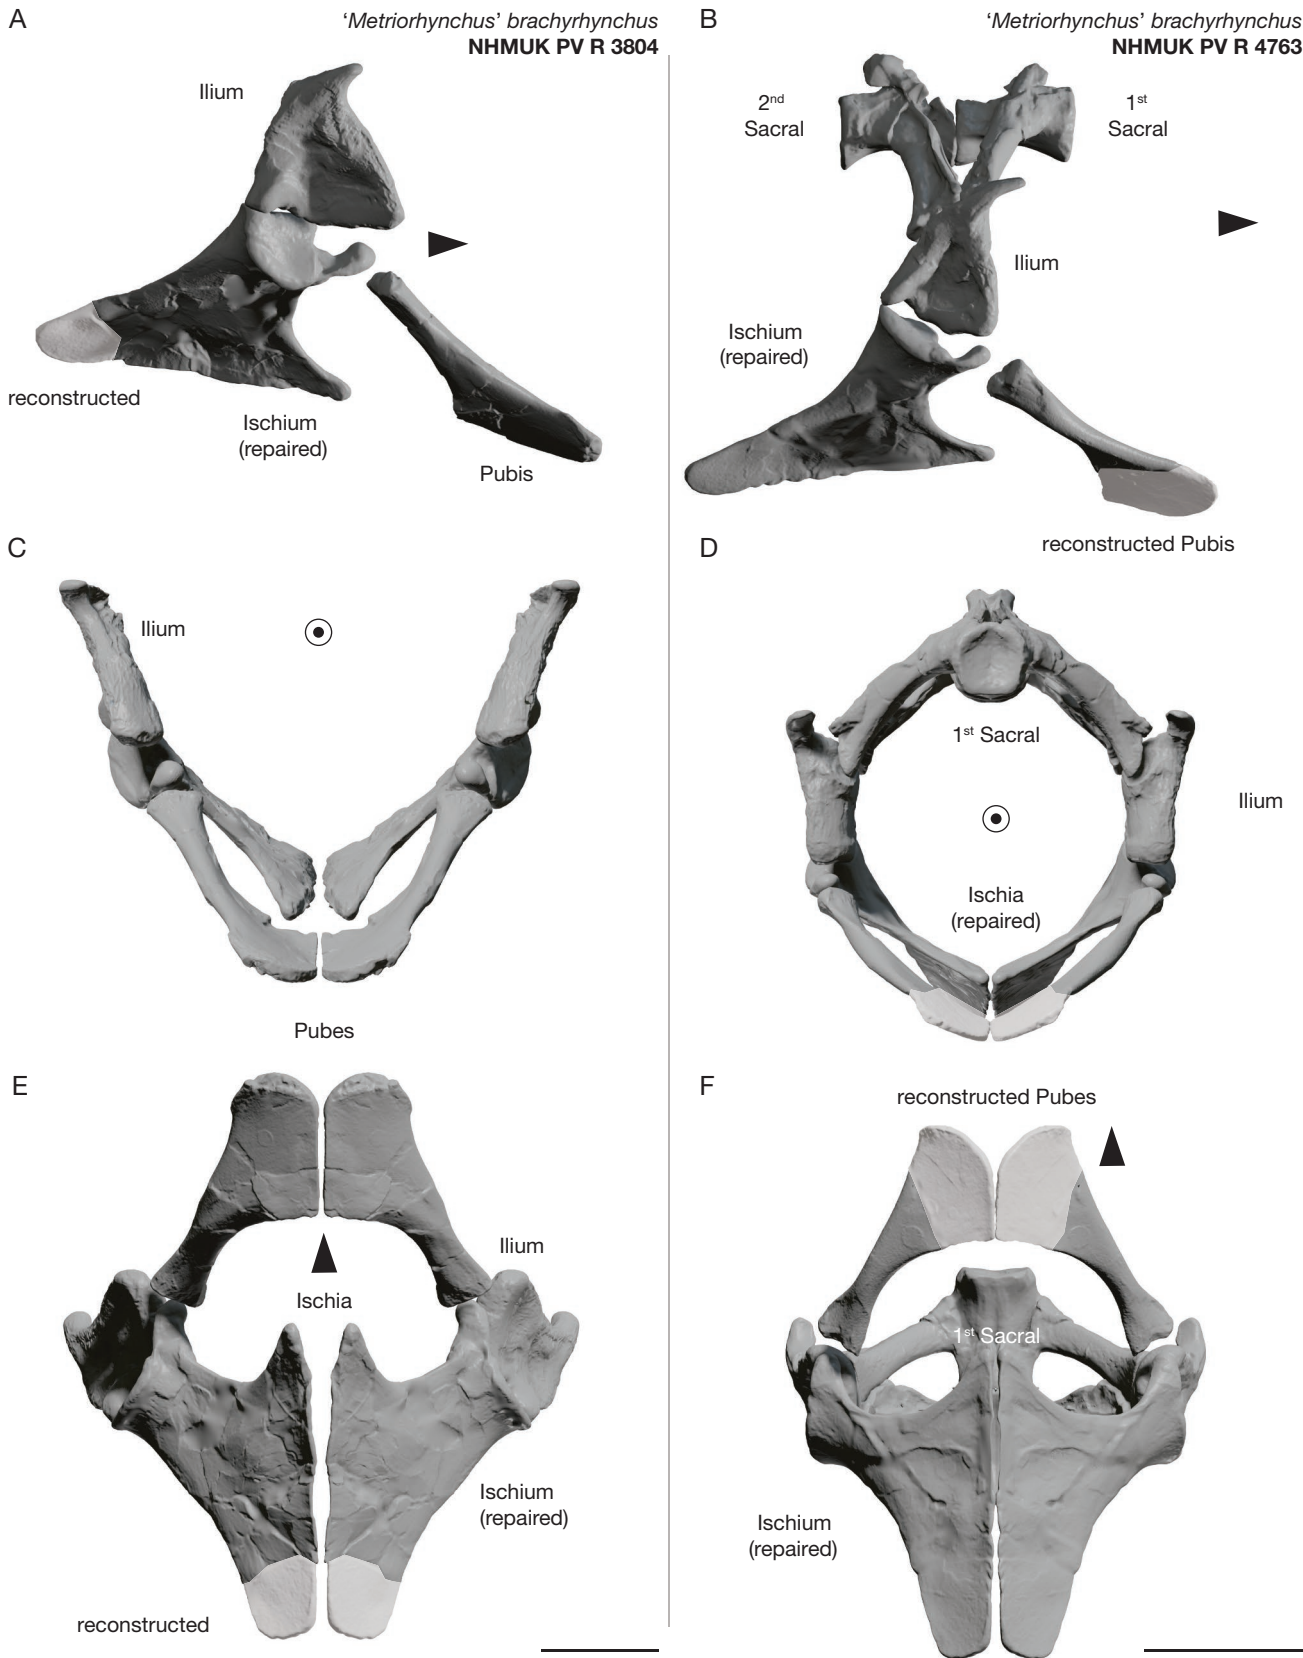 A
'Metriorhynchus' brachyrhynchus
NHMUK PV R 3804
Ilium
reconstructed
Ischium
(repaired)
Pubis
B
'Metriorhynchus' brachyrhynchus
NHMUK PV R 4763
2nd
Sacral
1st
Sacral
Ilium
Ischium
(repaired)
reconstructed Pubis
C
Ilium
Pubes
D
1st Sacral
Ilium
Ischia
(repaired)
E
Ilium
Ischia
Ischium
(repaired)
reconstructed
F
reconstructed Pubes
1st Sacral
Ischium
(repaired)